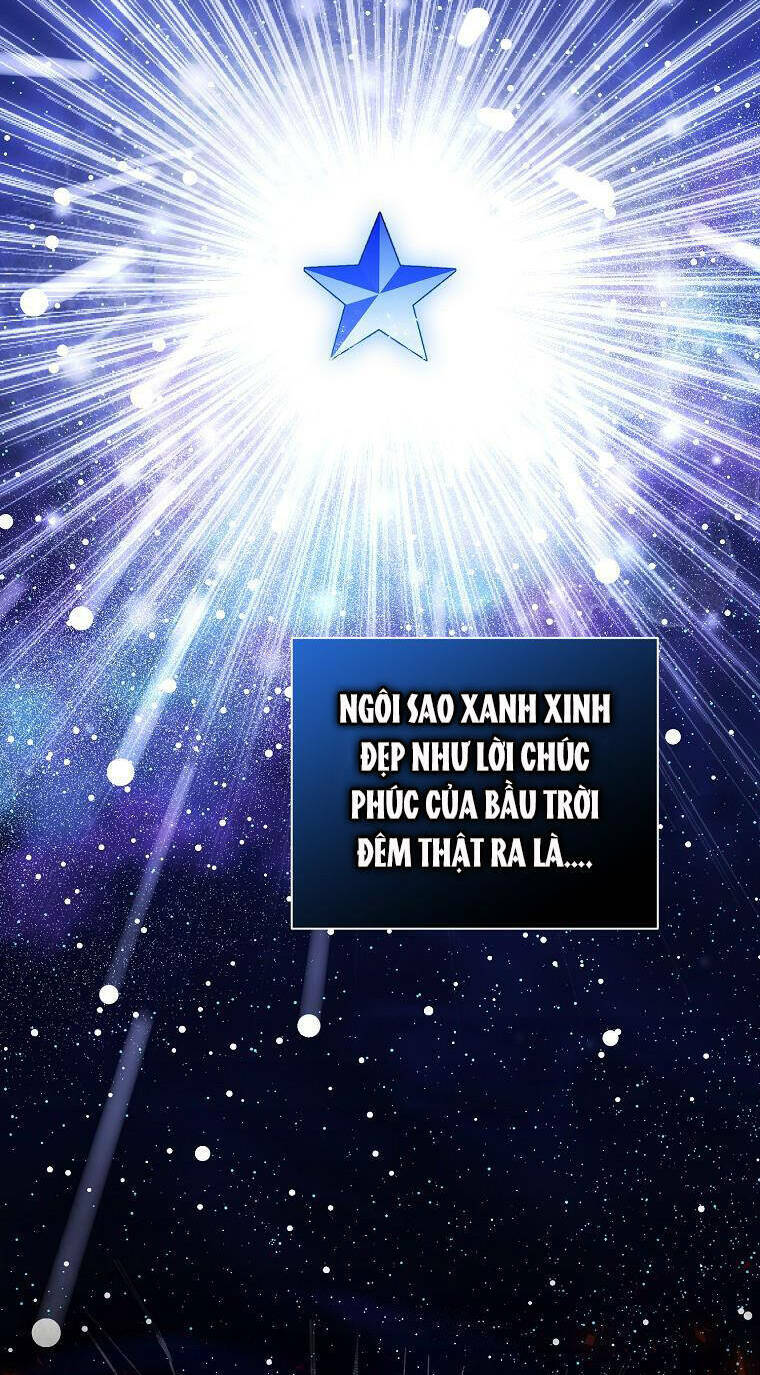 NGÔI SAO XANH XINH
ĐẸP NHƯ LỜI CHÚC
PHÚC CỦA BẦU TRỜI
ĐÊM THẬT RA LÀ....